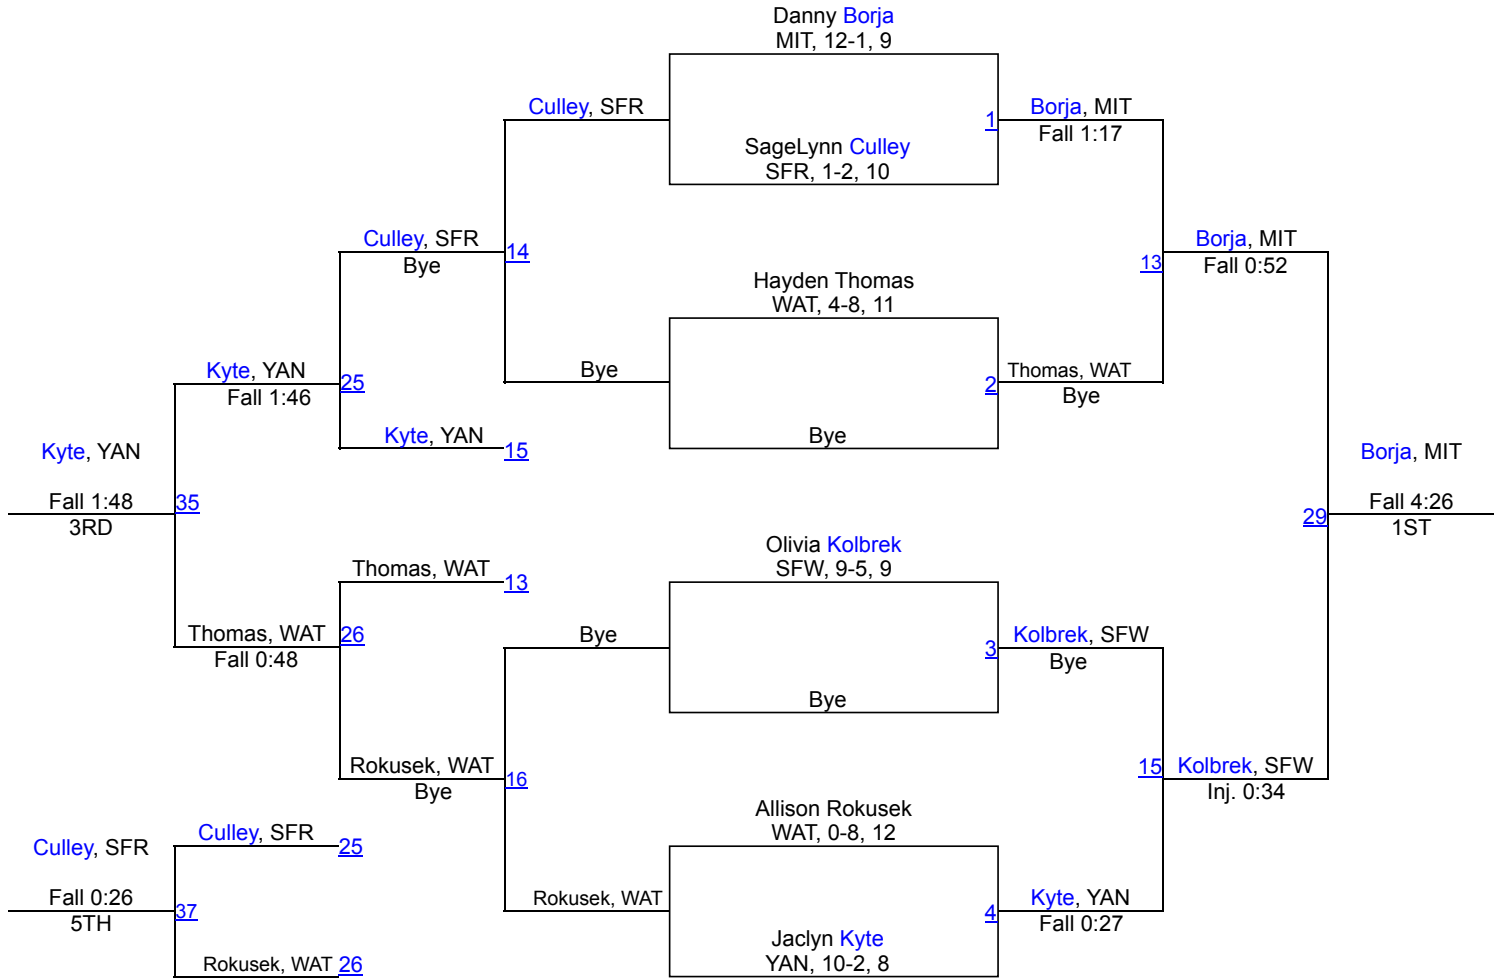 Danny Borja
MIT, 12-1, 9
Culley, SFR
1
Borja, MIT
Fall 1:17
SageLynn Culley
SFR, 1-2, 10
Culley, SFR
Bye
14
13
Borja, MIT
Fall 0:52
Hayden Thomas
WAT, 4-8, 11
Kyte, YAN
Fall 1:46
25
Bye
2
Thomas, WAT
Bye
Kyte, YAN
15
Bye
Kyte, YAN
Fall 1:48
3RD
35
29
Borja, MIT
Fall 4:26
1ST
Olivia Kolbrek
SFW, 9-5, 9
Thomas, WAT
13
Thomas, WAT
Fall 0:48
26
Bye
3
Kolbrek, SFW
Bye
Bye
Rokusek, WAT
Bye
16
15
Kolbrek, SFW
Inj. 0:34
Allison Rokusek
WAT, 0-8, 12
Culley, SFR
Fall 0:26
5TH
Culley, SFR
25
37
Rokusek, WAT
4
Kyte, YAN
Fall 0:27
Jaclyn Kyte
YAN, 10-2, 8
Rokusek, WAT
26